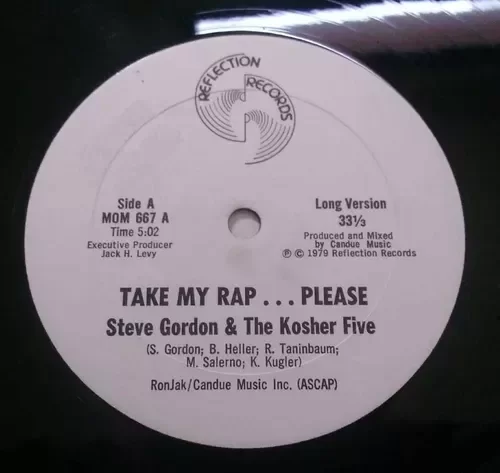 REFLECTION
RECORDS
Side A
MOM 667 A
Time 5:02
Executive Producer
Jack H. Levy
Long Version
33⅓
Produced and Mixed
by Candue Music
℗ © 1979 Reflection Records
TAKE MY RAP . . . PLEASE
Steve Gordon & The Kosher Five
(S. Gordon; B. Heller; R. Taninbaum;
M. Salerno; K. Kugler)
RonJak/Candue Music Inc. (ASCAP)